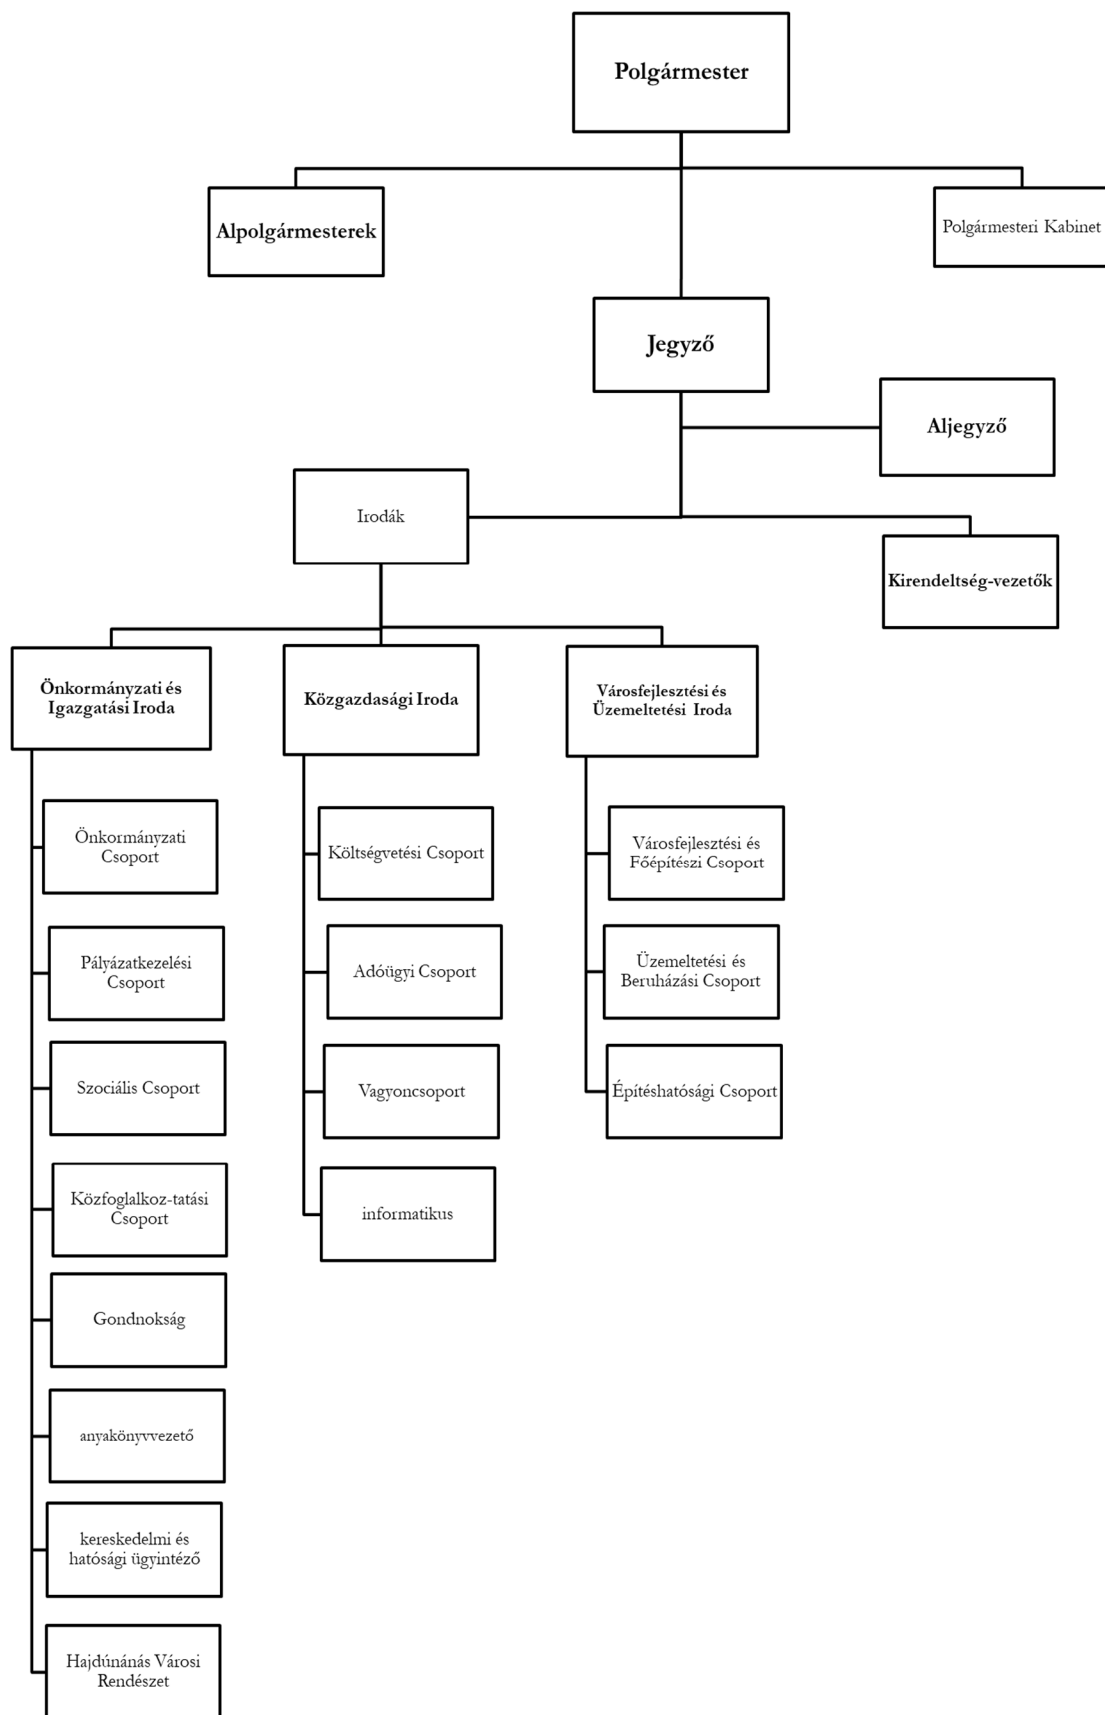 Polgármester
Alpolgármesterek
Polgármesteri Kabinet
Jegyző
Aljegyző
Irodák
Kirendeltség-vezetők
Önkormányzati és
Igazgatási Iroda
Közgazdasági Iroda
Városfejlesztési és
Üzemeltetési Iroda
Önkormányzati
Csoport
Pályázatkezelési
Csoport
Szociális Csoport
Közfoglalkoz-tatási
Csoport
Gondnokság
anyakönyvvezető
kereskedelmi és
hatósági ügyintéző
Hajdúnánás Városi
Rendészet
Költségvetési Csoport
Adóügyi Csoport
Vagyoncsoport
informatikus
Városfejlesztési és
Főépítészi Csoport
Üzemeltetési és
Beruházási Csoport
Építéshatósági Csoport